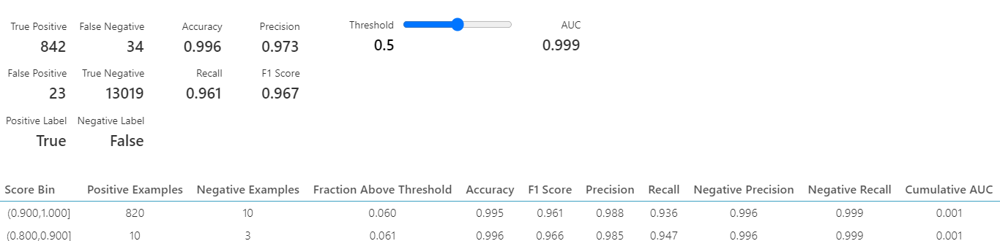 True Positive False Negative Accuracy Precision Threshold AUC
842 34 0.996 0.973 0.5 0.999
False Positive True Negative Recall F1 Score
23 13019 0.961 0.967
Positive Label Negative Label
True False
Score Bin Positive Examples Negative Examples Fraction Above Threshold Accuracy F1 Score Precision Recall Negative Precision Negative Recall Cumulative AUC
(0.900,1.000] 820 10 0.060 0.995 0.961 0.988 0.936 0.996 0.999 0.001
(0.800,0.900] 10 3 0.061 0.996 0.966 0.985 0.947 0.996 0.999 0.001